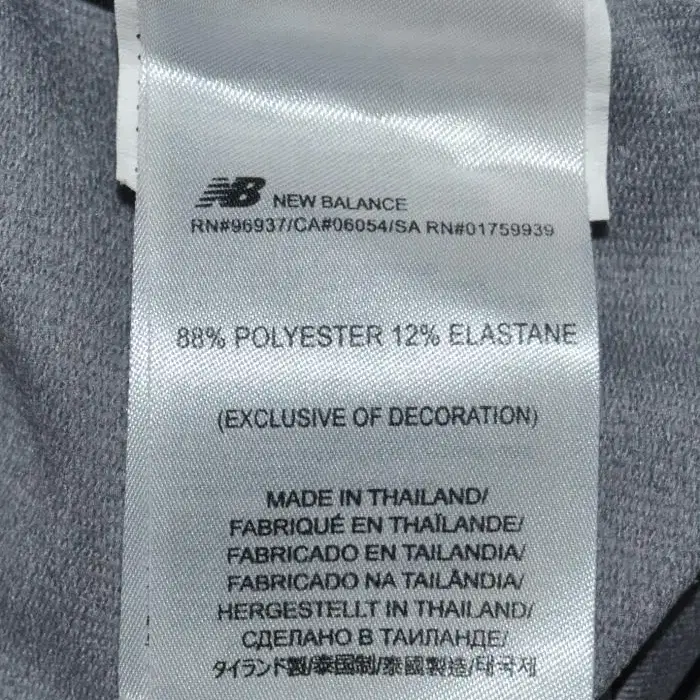 NB NEW BALANCE
RN#96937/CA#06054/SA RN#01759939
88% POLYESTER 12% ELASTANE
(EXCLUSIVE OF DECORATION)
MADE IN THAILAND/
FABRIQUÉ EN THAÏLANDE/
FABRICADO EN TAILANDIA/
FABRICADO NA TAILÂNDIA/
HERGESTELLT IN THAILAND/
СДЕЛАНО В ТАИЛАНДЕ/
タイランド製/泰国制/泰國製造/태국제